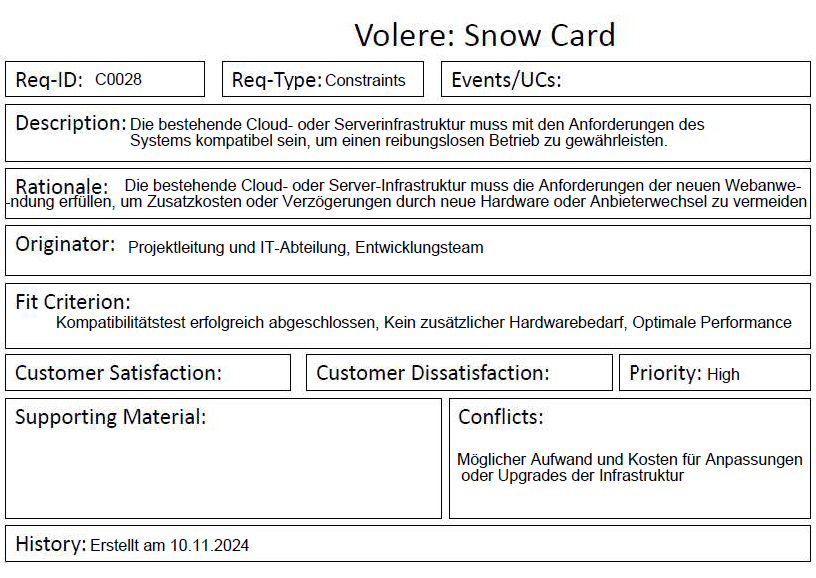 Volere: Snow Card
Req-ID: C0028
Req-Type: Constraints
Events/UCs:
Description: Die bestehende Cloud- oder Serverinfrastruktur muss mit den Anforderungen des
Systems kompatibel sein, um einen reibungslosen Betrieb zu gewährleisten.
Rationale: Die bestehende Cloud- oder Server-Infrastruktur muss die Anforderungen der neuen Webanwe-
-ndung erfüllen, um Zusatzkosten oder Verzögerungen durch neue Hardware oder Anbieterwechsel zu vermeiden
Originator: Projektleitung und IT-Abteilung, Entwicklungsteam
Fit Criterion:
Kompatibilitätstest erfolgreich abgeschlossen, Kein zusätzlicher Hardwarebedarf, Optimale Performance
Customer Satisfaction:
Customer Dissatisfaction:
Priority: High
Supporting Material:
Conflicts:
Möglicher Aufwand und Kosten für Anpassungen
oder Upgrades der Infrastruktur
History: Erstellt am 10.11.2024